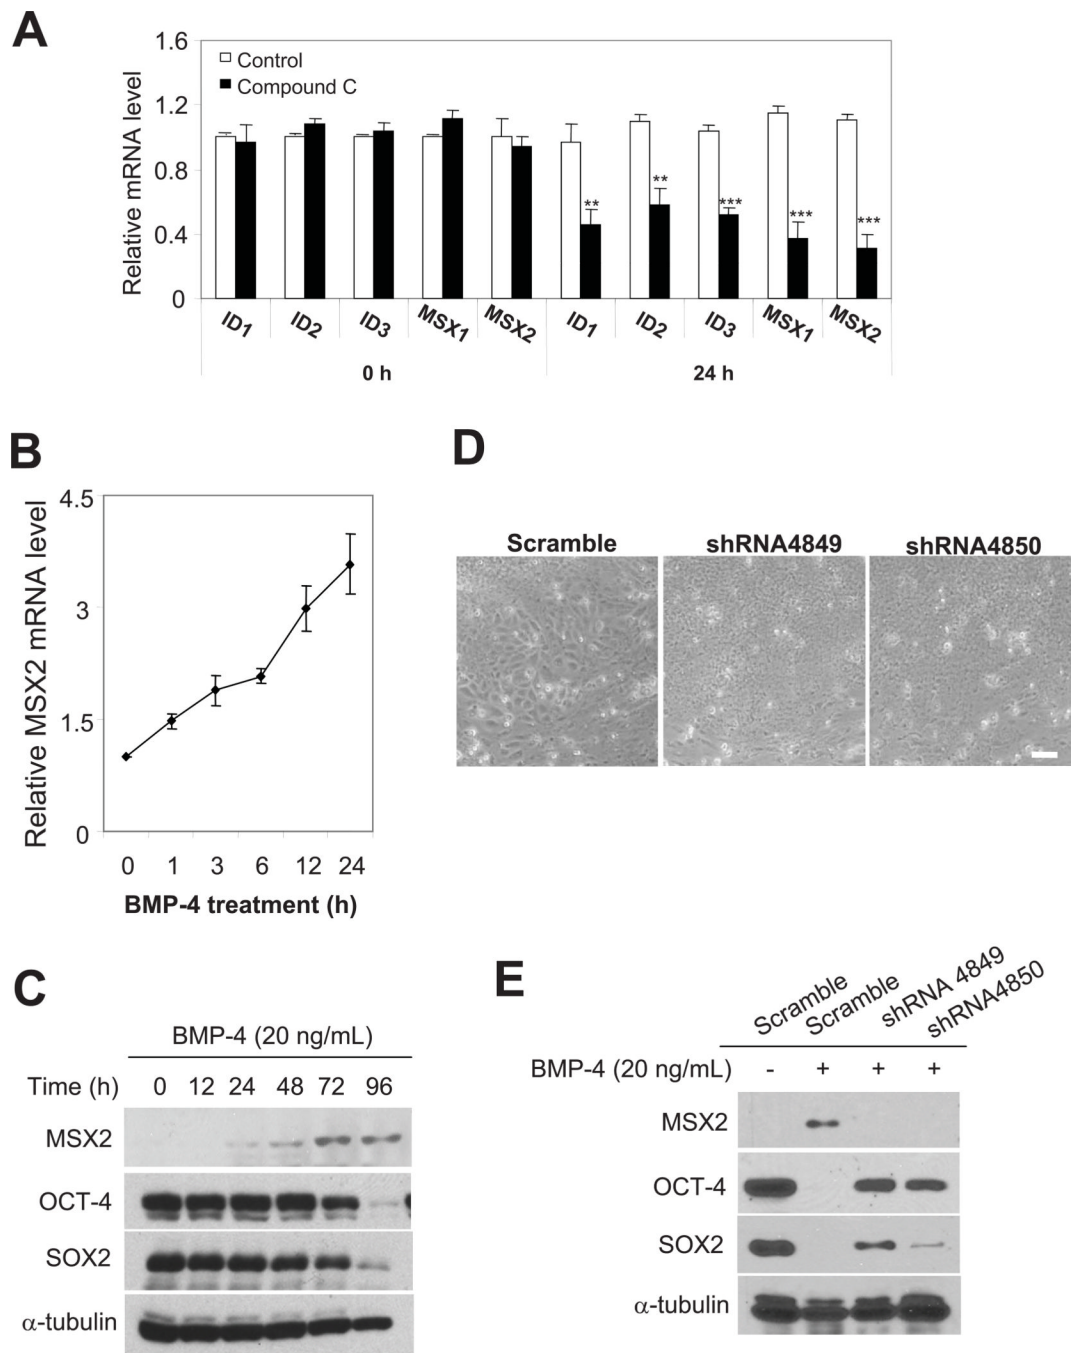 A
1.6
1.2
0.8
0.4
0
Relative mRNA level
Control
Compound C
** ** *** *** ***
ID1 ID2 ID3 MSX1 MSX2 ID1 ID2 ID3 MSX1 MSX2
0 h 24 h
B
4.5
3
1.5
0
Relative MSX2 mRNA level
0 1 3 6 12 24
BMP-4 treatment (h)
D
Scramble shRNA4849 shRNA4850
C
BMP-4 (20 ng/mL)
Time (h) 0 12 24 48 72 96
MSX2
OCT-4
SOX2
α-tubulin
E
Scramble Scramble shRNA 4849 shRNA4850
BMP-4 (20 ng/mL) - + + +
MSX2
OCT-4
SOX2
α-tubulin